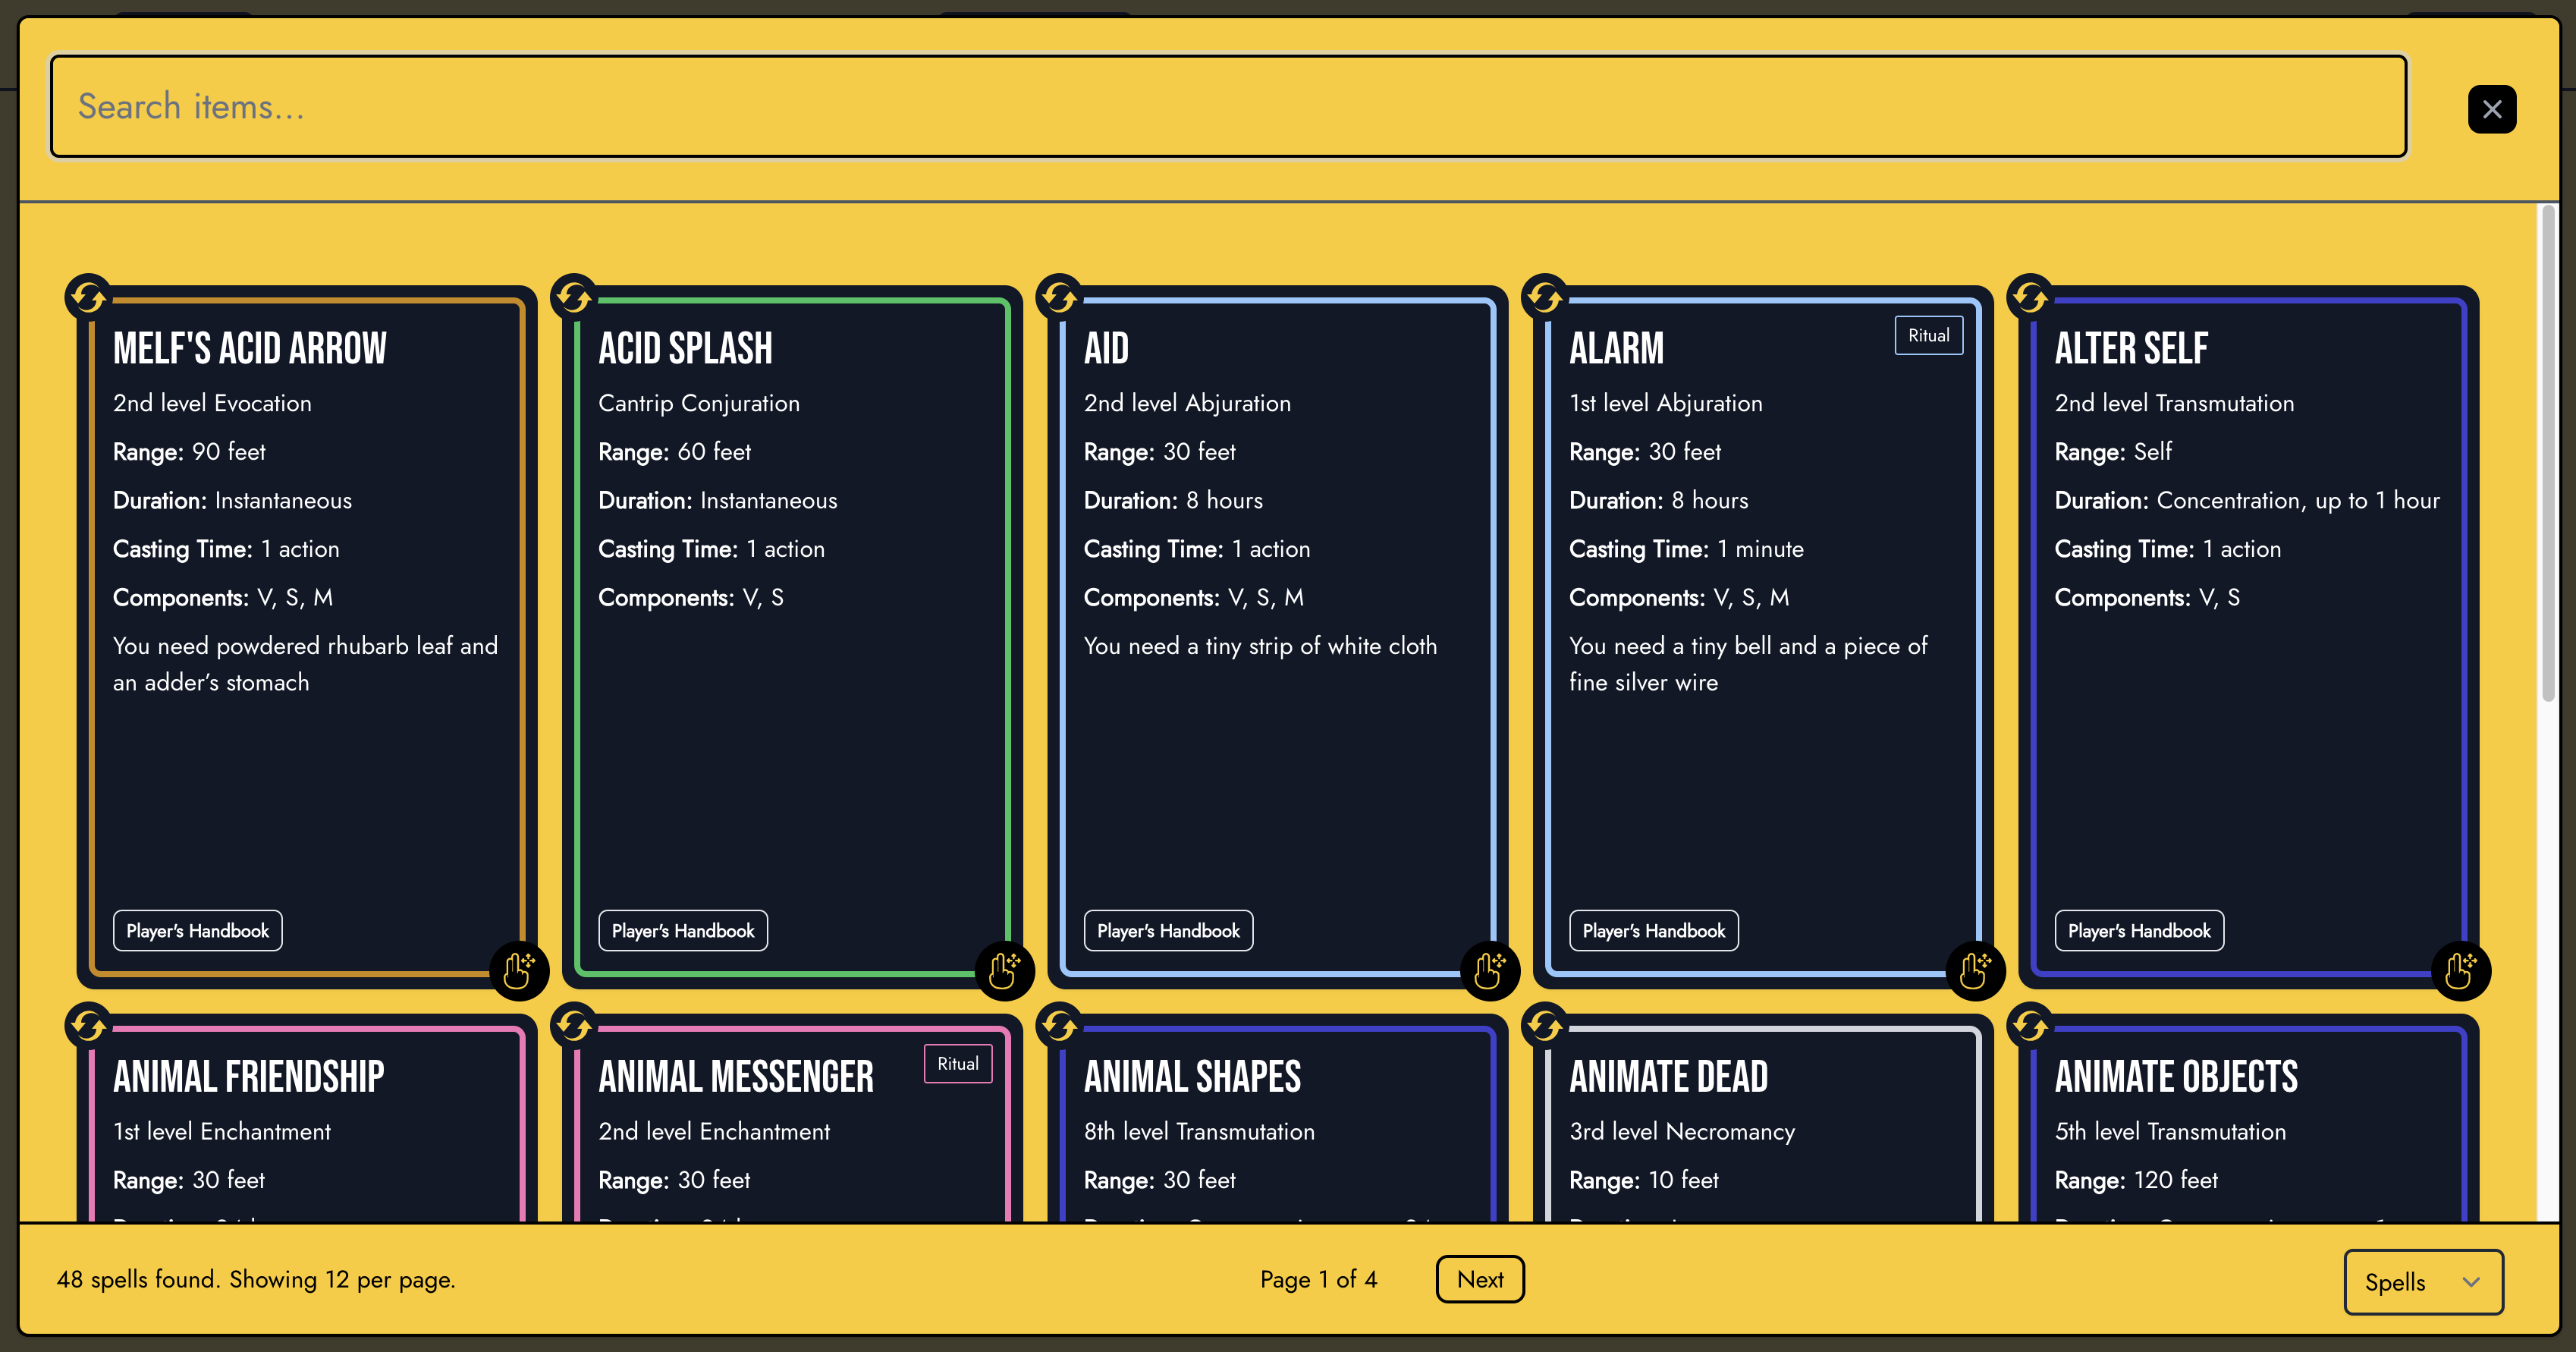 Search items...
MELF'S ACID ARROW
2nd level Evocation
Range: 90 feet
Duration: Instantaneous
Casting Time: 1 action
Components: V, S, M
You need powdered rhubarb leaf and
an adder’s stomach
Player's Handbook
ACID SPLASH
Cantrip Conjuration
Range: 60 feet
Duration: Instantaneous
Casting Time: 1 action
Components: V, S
Player's Handbook
AID
2nd level Abjuration
Range: 30 feet
Duration: 8 hours
Casting Time: 1 action
Components: V, S, M
You need a tiny strip of white cloth
Player's Handbook
ALARM
Ritual
1st level Abjuration
Range: 30 feet
Duration: 8 hours
Casting Time: 1 minute
Components: V, S, M
You need a tiny bell and a piece of
fine silver wire
Player's Handbook
ALTER SELF
2nd level Transmutation
Range: Self
Duration: Concentration, up to 1 hour
Casting Time: 1 action
Components: V, S
Player's Handbook
ANIMAL FRIENDSHIP
1st level Enchantment
Range: 30 feet
ANIMAL MESSENGER
Ritual
2nd level Enchantment
Range: 30 feet
ANIMAL SHAPES
8th level Transmutation
Range: 30 feet
ANIMATE DEAD
3rd level Necromancy
Range: 10 feet
ANIMATE OBJECTS
5th level Transmutation
Range: 120 feet
48 spells found. Showing 12 per page.
Page 1 of 4
Next
Spells